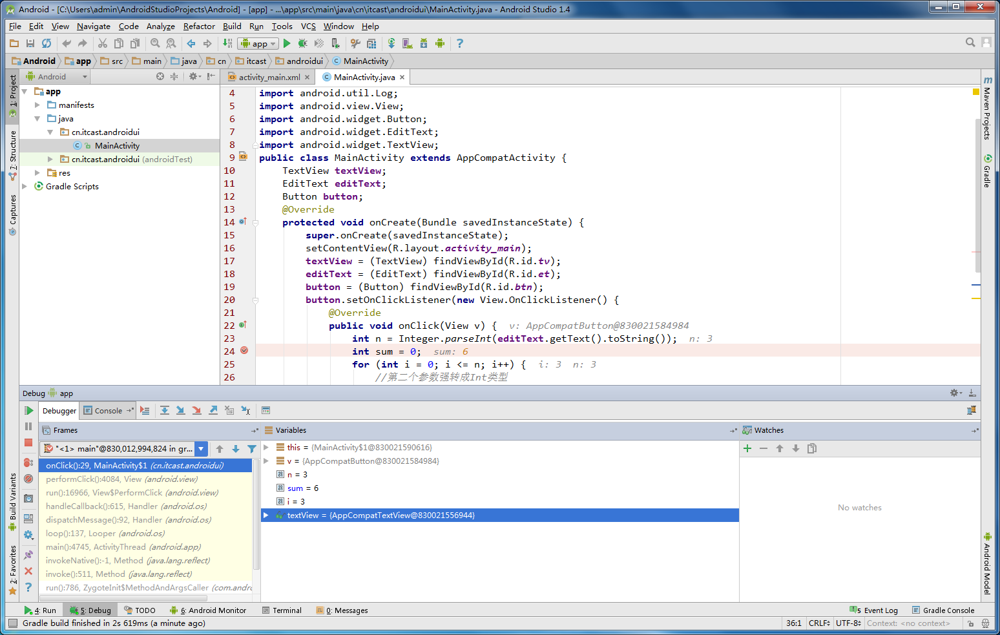 Android - [C:\Users\admin\AndroidStudioProjects\Android] - [app] - ...\app\src\main\java\cn\itcast\androidui\MainActivity.java - Android Studio 1.4
File Edit View Navigate Code Analyze Refactor Build Run Tools VCS Window Help
app
Android app src main java cn itcast androidui MainActivity
1: Project
7: Structure
Captures
Build Variants
2: Favorites
Android
app
manifests
java
cn.itcast.androidui
MainActivity
cn.itcast.androidui (androidTest)
res
Gradle Scripts
activity_main.xml MainActivity.java
4 import android.util.Log;
5 import android.view.View;
6 import android.widget.Button;
7 import android.widget.EditText;
8 import android.widget.TextView;
9 public class MainActivity extends AppCompatActivity {
10 TextView textView;
11 EditText editText;
12 Button button;
13 @Override
14 protected void onCreate(Bundle savedInstanceState) {
15 super.onCreate(savedInstanceState);
16 setContentView(R.layout.activity_main);
17 textView = (TextView) findViewById(R.id.tv);
18 editText = (EditText) findViewById(R.id.et);
19 button = (Button) findViewById(R.id.btn);
20 button.setOnClickListener(new View.OnClickListener() {
21 @Override
22 public void onClick(View v) { v: AppCompatButton@830021584984
23 int n = Integer.parseInt(editText.getText().toString()); n: 3
24 int sum = 0; sum: 6
25 for (int i = 0; i <= n; i++) { i: 3 n: 3
26 //第二个参数强转成Int类型
Maven Projects
Gradle
Android Model
Debug app
Debugger Console
Frames
"<1> main"@830,012,994,824 in gr...
onClick():29, MainActivity$1 (cn.itcast.androidui)
performClick():4084, View (android.view)
run():16966, View$PerformClick (android.view)
handleCallback():615, Handler (android.os)
dispatchMessage():92, Handler (android.os)
loop():137, Looper (android.os)
main():4745, ActivityThread (android.app)
invokeNative():-1, Method (java.lang.reflect)
invoke():511, Method (java.lang.reflect)
run():786, ZygoteInit$MethodAndArgsCaller (com.andro
Variables
this = {MainActivity$1@830021590616}
v = {AppCompatButton@830021584984}
n = 3
sum = 6
i = 3
textView = {AppCompatTextView@830021556944}
Watches
No watches
4: Run 5: Debug TODO 6: Android Monitor Terminal 0: Messages 5 Event Log Gradle Console
Gradle build finished in 2s 619ms (a minute ago) 36:1 CRLF UTF-8 Context: <no context>